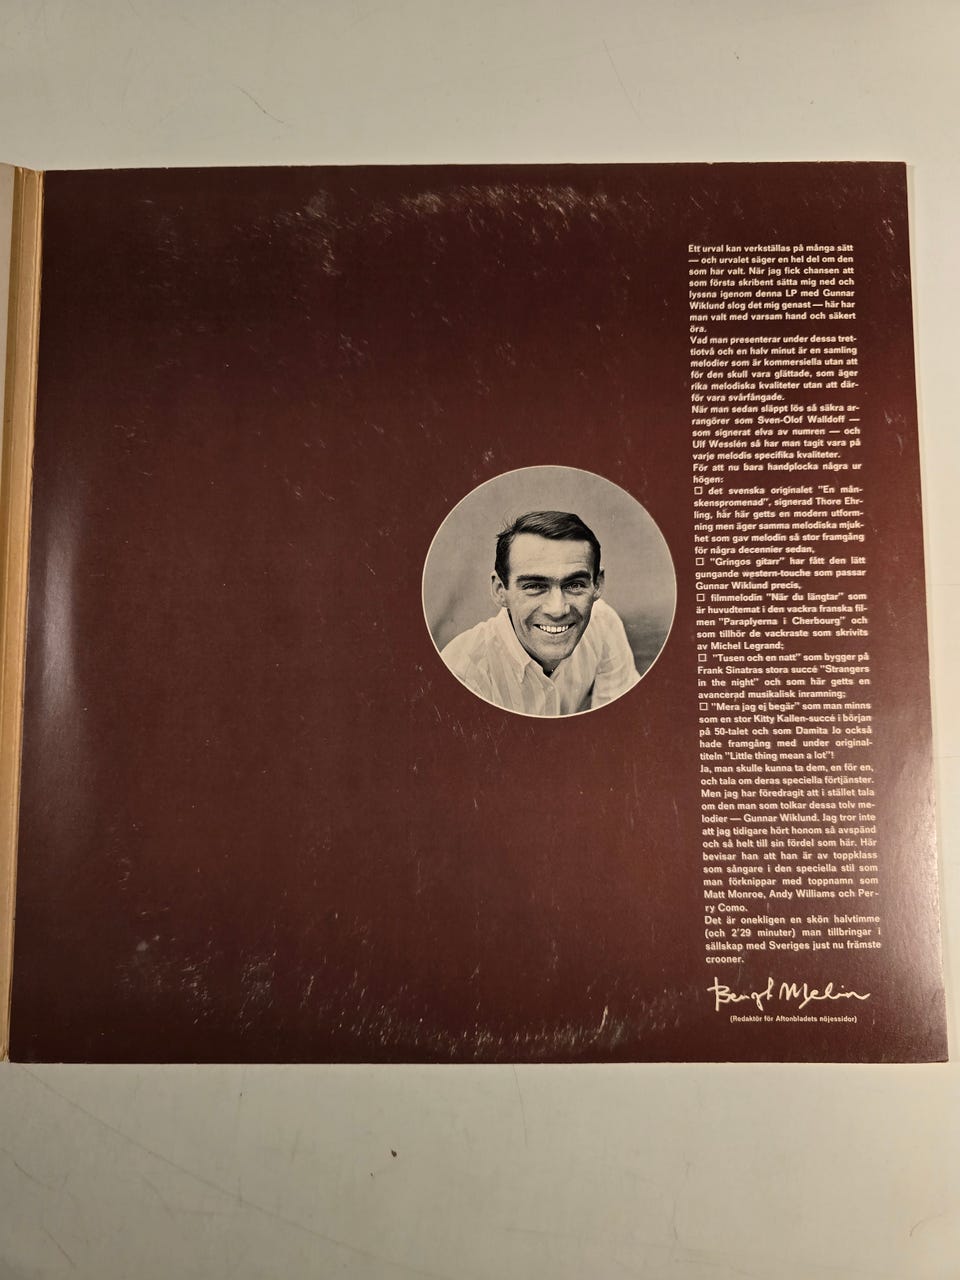 Ett urval kan verkställas på många sätt
— och urvalet säger en hel del om den
som har valt. När jag fick chansen att
som första skribent sätta mig ned och
lyssna igenom denna LP med Gunnar
Wiklund slog det mig genast — här har
man valt med varsam hand och säkert
öra.
Vad man presenterar under dessa tret-
tiotvå och en halv minut är en samling
melodier som är kommersiella utan att
för den skull vara glättade, som äger
rika melodiska kvaliteter utan att där-
för vara svårfångade.
När man sedan släppt lös så säkra ar-
rangörer som Sven-Olof Walldoff —
som signerat elva av numren — och
Ulf Wesslén så har man tagit vara på
varje melodis specifika kvaliteter.
För att nu bara handplocka några ur
högen:
☐ det svenska originalet "En mån-
skenspromenad", signerad Thore Ehr-
ling, här här getts en modern utform-
ning men äger samma melodiska mjuk-
het som gav melodin så stor framgång
för några decennier sedan,
☐ "Gringos gitarr" har fått den lätt
gungande western-touche som passar
Gunnar Wiklund precis,
☐ filmmelodin "När du längtar" som
är huvudtemat i den vackra franska fil-
men "Paraplyerna i Cherbourg" och
som tillhör de vackraste som skrivits
av Michel Legrand;
☐ "Tusen och en natt" som bygger på
Frank Sinatras stora succé "Strangers
in the night" och som här getts en
avancerad musikalisk inramning;
☐ "Mera jag ej begär" som man minns
som en stor Kitty Kallen-succé i början
på 50-talet och som Damita Jo också
hade framgång med under original-
titeln "Little thing mean a lot"!
Ja, man skulle kunna ta dem, en för en,
och tala om deras speciella förtjänster.
Men jag har föredragit att i stället tala
om den man som tolkar dessa tolv me-
lodier — Gunnar Wiklund. Jag tror inte
att jag tidigare hört honom så avspänd
och så helt till sin fördel som här. Här
bevisar han att han är av toppklass
som sångare i den speciella stil som
man förknippar med toppnamn som
Matt Monroe, Andy Williams och Per-
ry Como.
Det är onekligen en skön halvtimme
(och 2'29 minuter) man tillbringar i
sällskap med Sveriges just nu främste
crooner.
Bengt Melin
(Redaktör för Aftonbladets nöjessidor)